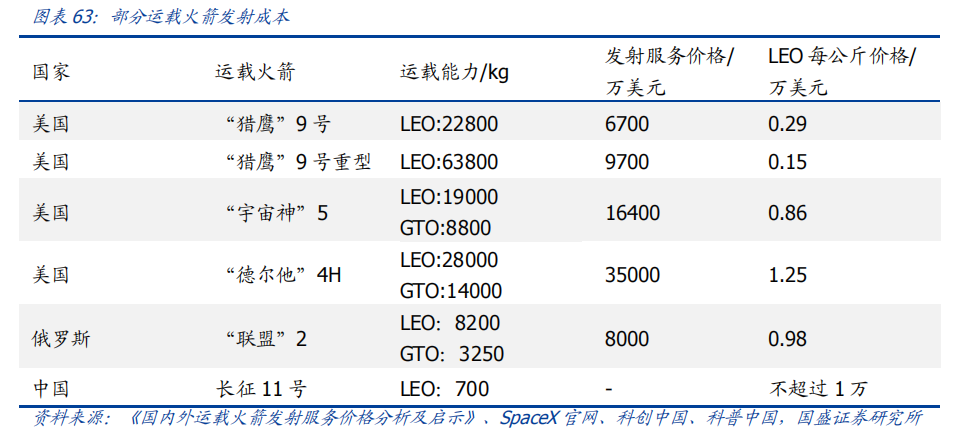 图表 63：部分运载火箭发射成本
国家 运载火箭 运载能力/kg 发射服务价格/万美元 LEO 每公斤价格/万美元
美国 “猎鹰”9 号 LEO:22800 6700 0.29
美国 “猎鹰”9 号重型 LEO:63800 9700 0.15
美国 “宇宙神”5 LEO:19000 GTO:8800 16400 0.86
美国 “德尔他”4H LEO:28000 GTO:14000 35000 1.25
俄罗斯 “联盟”2 LEO：8200 GTO：3250 8000 0.98
中国 长征 11 号 LEO：700 - 不超过 1 万
资料来源：《国内外运载火箭发射服务价格分析及启示》、SpaceX 官网、科创中国、科普中国，国盛证券研究所